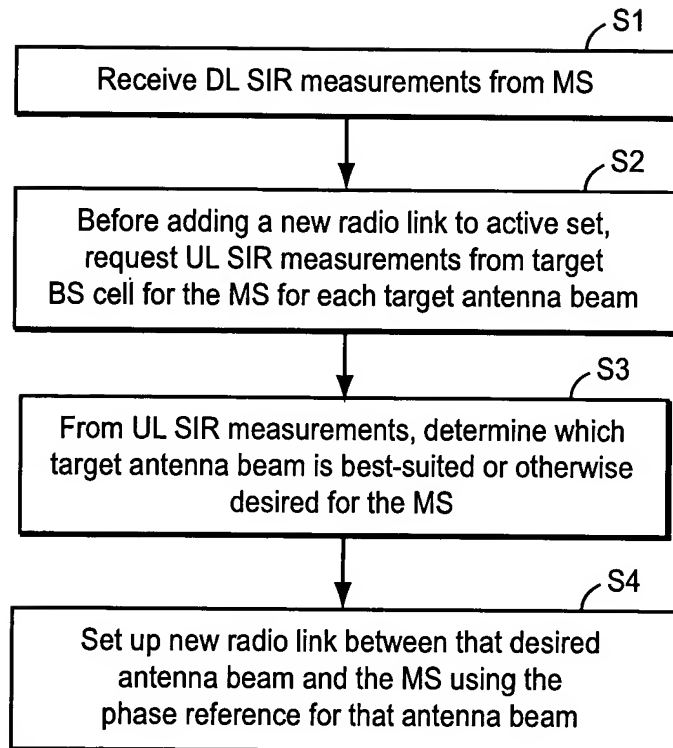 S1
Receive DL SIR measurements from MS
S2
Before adding a new radio link to active set,
request UL SIR measurements from target
BS cell for the MS for each target antenna beam
S3
From UL SIR measurements, determine which
target antenna beam is best-suited or otherwise
desired for the MS
S4
Set up new radio link between that desired
antenna beam and the MS using the
phase reference for that antenna beam